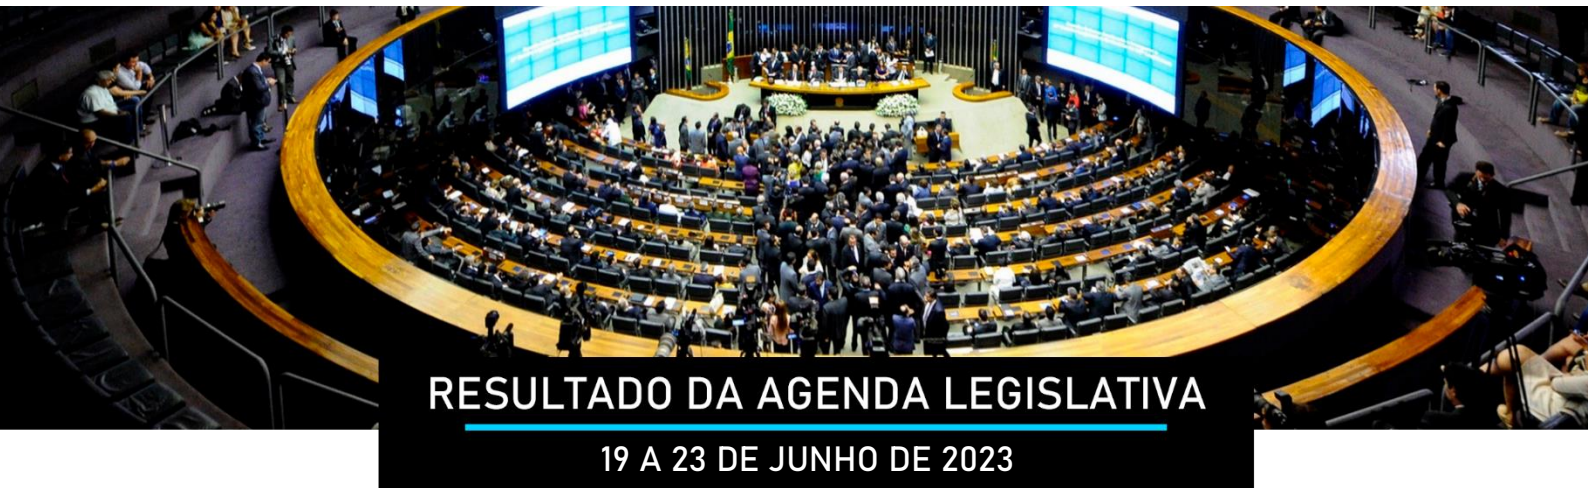 RESULTADO DA AGENDA LEGISLATIVA
19 A 23 DE JUNHO DE 2023